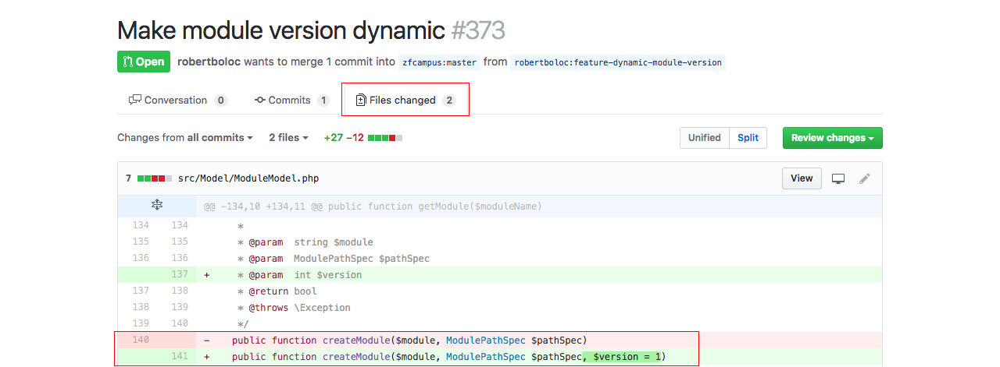 Make module version dynamic #373
Open robertboloc wants to merge 1 commit into zfcampus:master from robertboloc:feature-dynamic-module-version
Conversation 0 Commits 1 Files changed 2
Changes from all commits 2 files +27 −12 Unified Split Review changes
7 src/Model/ModuleModel.php View
@@ -134,10 +134,11 @@ public function getModule($moduleName)
134 134 *
135 135 * @param string $module
136 136 * @param ModulePathSpec $pathSpec
137 + * @param int $version
137 138 * @return bool
138 139 * @throws \Exception
139 140 */
140 - public function createModule($module, ModulePathSpec $pathSpec)
141 + public function createModule($module, ModulePathSpec $pathSpec, $version = 1)